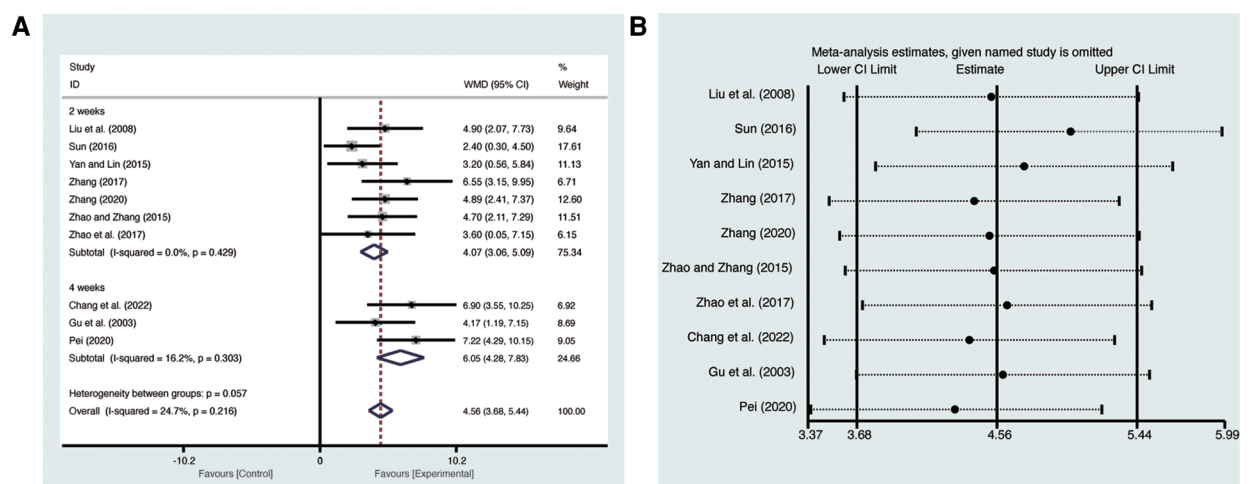 A
Study %
ID WMD (95% CI) Weight
2 weeks
Liu et al. (2008) 4.90 (2.07, 7.73) 9.64
Sun (2016) 2.40 (0.30, 4.50) 17.61
Yan and Lin (2015) 3.20 (0.56, 5.84) 11.13
Zhang (2017) 6.55 (3.15, 9.95) 6.71
Zhang (2020) 4.89 (2.41, 7.37) 12.60
Zhao and Zhang (2015) 4.70 (2.11, 7.29) 11.51
Zhao et al. (2017) 3.60 (0.05, 7.15) 6.15
Subtotal (I-squared = 0.0%, p = 0.429) 4.07 (3.06, 5.09) 75.34
4 weeks
Chang et al. (2022) 6.90 (3.55, 10.25) 6.92
Gu et al. (2003) 4.17 (1.19, 7.15) 8.69
Pei (2020) 7.22 (4.29, 10.15) 9.05
Subtotal (I-squared = 16.2%, p = 0.303) 6.05 (4.28, 7.83) 24.66
Heterogeneity between groups: p = 0.057
Overall (I-squared = 24.7%, p = 0.216) 4.56 (3.68, 5.44) 100.00
-10.2 0 10.2
Favours [Control] Favours [Experimental]
B
Meta-analysis estimates, given named study is omitted
Lower CI Limit Estimate Upper CI Limit
Liu et al. (2008)
Sun (2016)
Yan and Lin (2015)
Zhang (2017)
Zhang (2020)
Zhao and Zhang (2015)
Zhao et al. (2017)
Chang et al. (2022)
Gu et al. (2003)
Pei (2020)
3.37 3.68 4.56 5.44 5.99